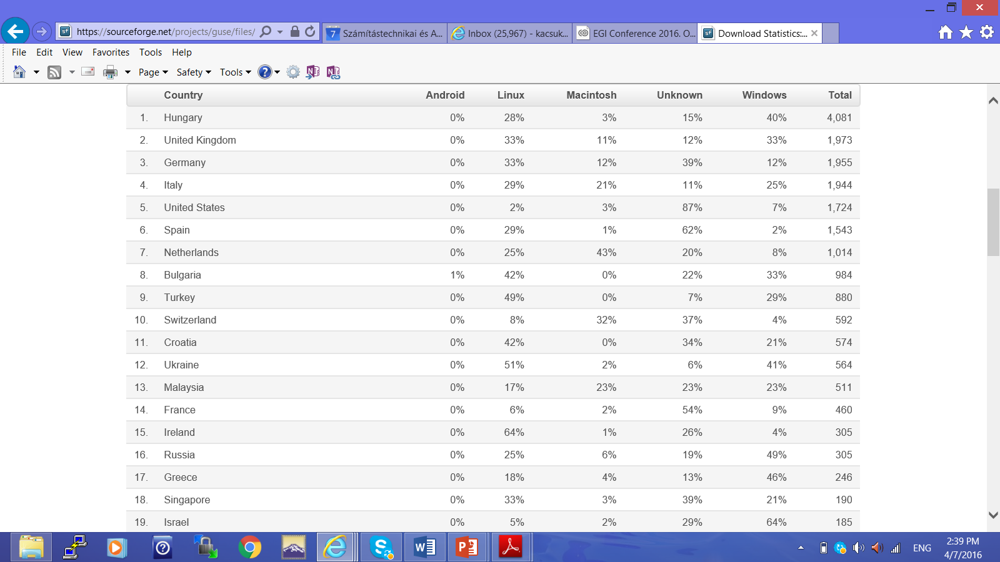 https://sourceforge.net/projects/guse/files/
7 Számítástechnikai és A...
Inbox (25,967) - kacsuk...
EGI Conference 2016. O...
sf Download Statistics:...
File Edit View Favorites Tools Help
Page Safety Tools
Country Android Linux Macintosh Unknown Windows Total
1. Hungary 0% 28% 3% 15% 40% 4,081
2. United Kingdom 0% 33% 11% 12% 33% 1,973
3. Germany 0% 33% 12% 39% 12% 1,955
4. Italy 0% 29% 21% 11% 25% 1,944
5. United States 0% 2% 3% 87% 7% 1,724
6. Spain 0% 29% 1% 62% 2% 1,543
7. Netherlands 0% 25% 43% 20% 8% 1,014
8. Bulgaria 1% 42% 0% 22% 33% 984
9. Turkey 0% 49% 0% 7% 29% 880
10. Switzerland 0% 8% 32% 37% 4% 592
11. Croatia 0% 42% 0% 34% 21% 574
12. Ukraine 0% 51% 2% 6% 41% 564
13. Malaysia 0% 17% 23% 23% 23% 511
14. France 0% 6% 2% 54% 9% 460
15. Ireland 0% 64% 1% 26% 4% 305
16. Russia 0% 25% 6% 19% 49% 305
17. Greece 0% 18% 4% 13% 46% 246
18. Singapore 0% 33% 3% 39% 21% 190
19. Israel 0% 5% 2% 29% 64% 185
ENG
2:39 PM
4/7/2016